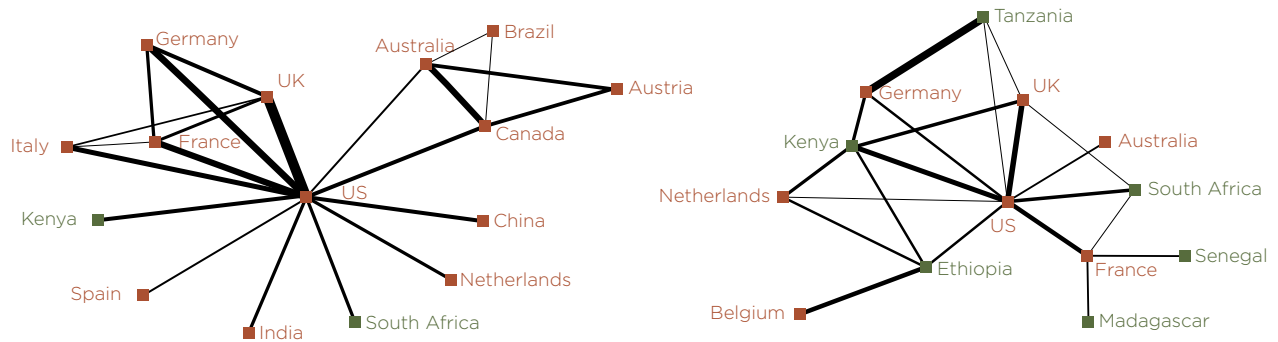 Germany
Australia
Brazil
UK
Austria
Italy
France
Canada
US
Kenya
China
Spain
Netherlands
India
South Africa
Tanzania
Germany
UK
Kenya
Australia
Netherlands
South Africa
US
Ethiopia
France
Senegal
Belgium
Madagascar